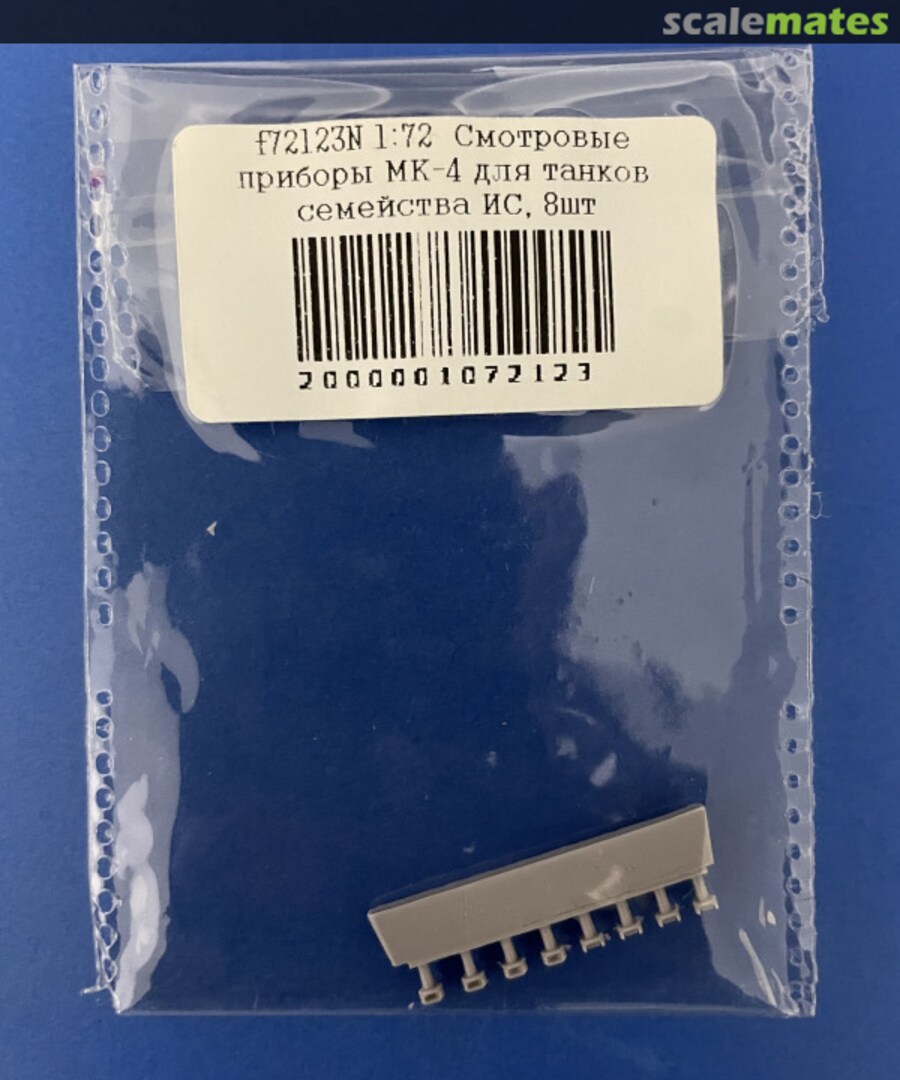 scalemates
f72123N 1:72 Смотровые
приборы МК-4 для танков
семейства ИС, 8шт
2000001072123